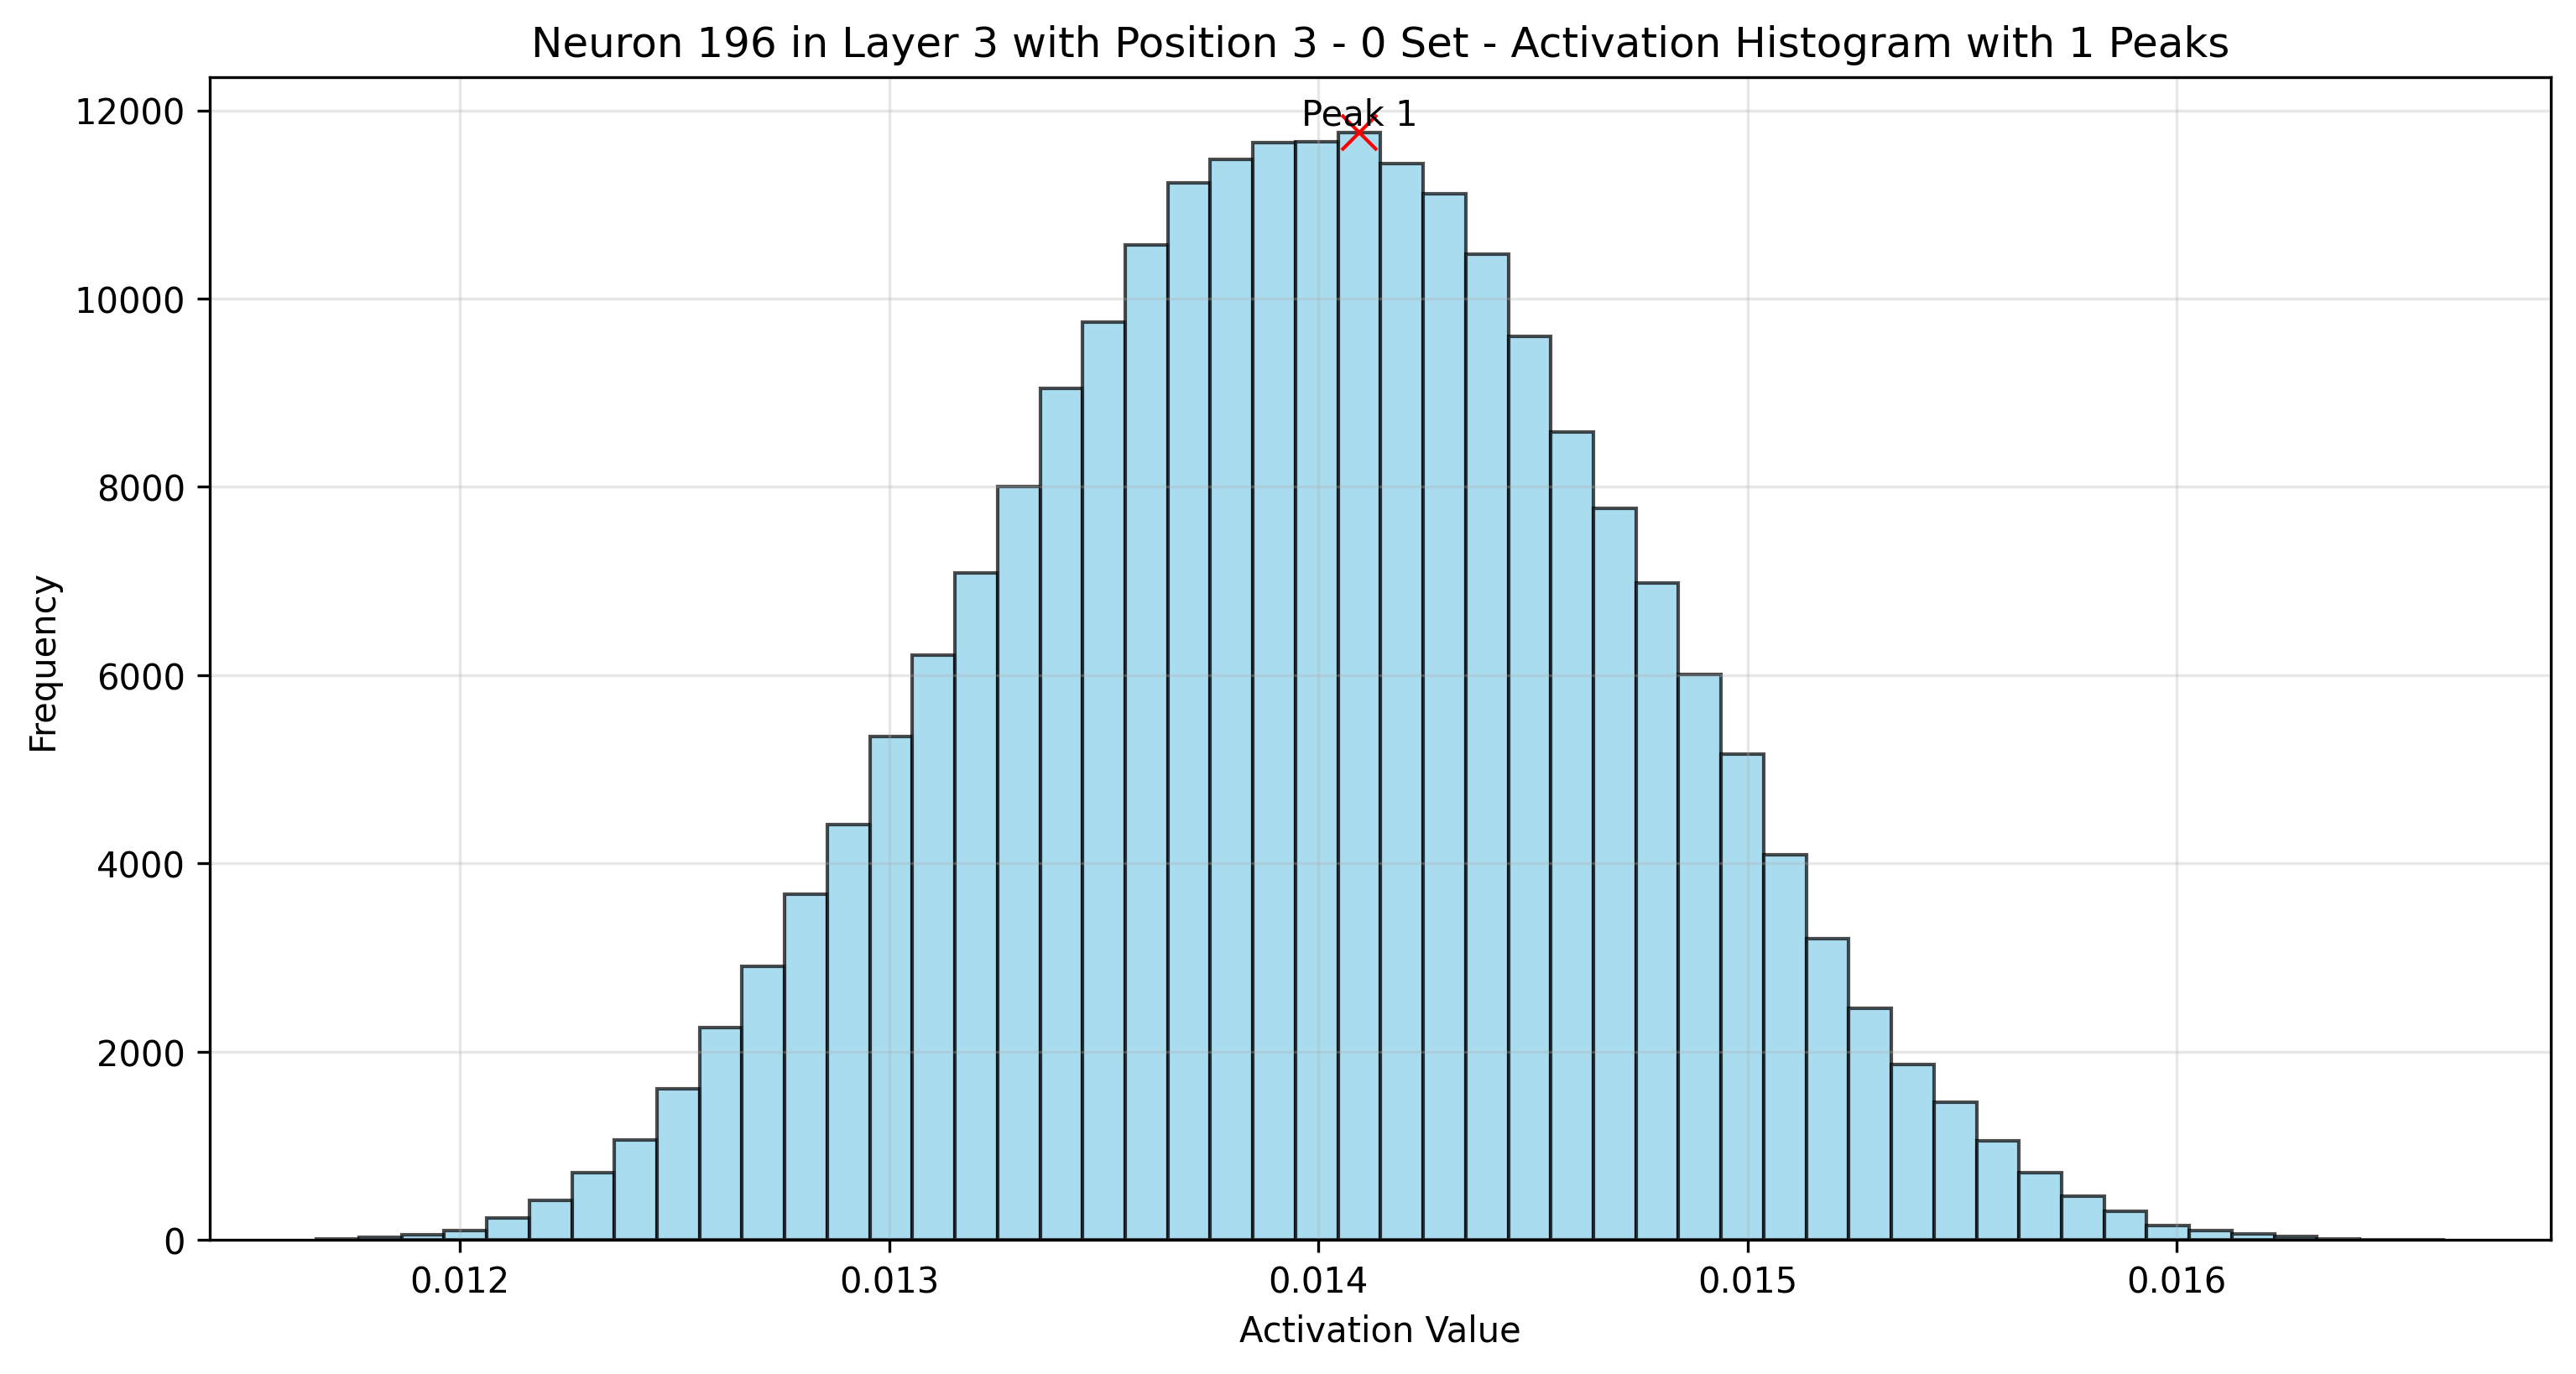 Neuron 196 in Layer 3 with Position 3 - 0 Set - Activation Histogram with 1 Peaks
Peak 1
12000
10000
8000
6000
4000
2000
0
Frequency
0.012 0.013 0.014 0.015 0.016
Activation Value